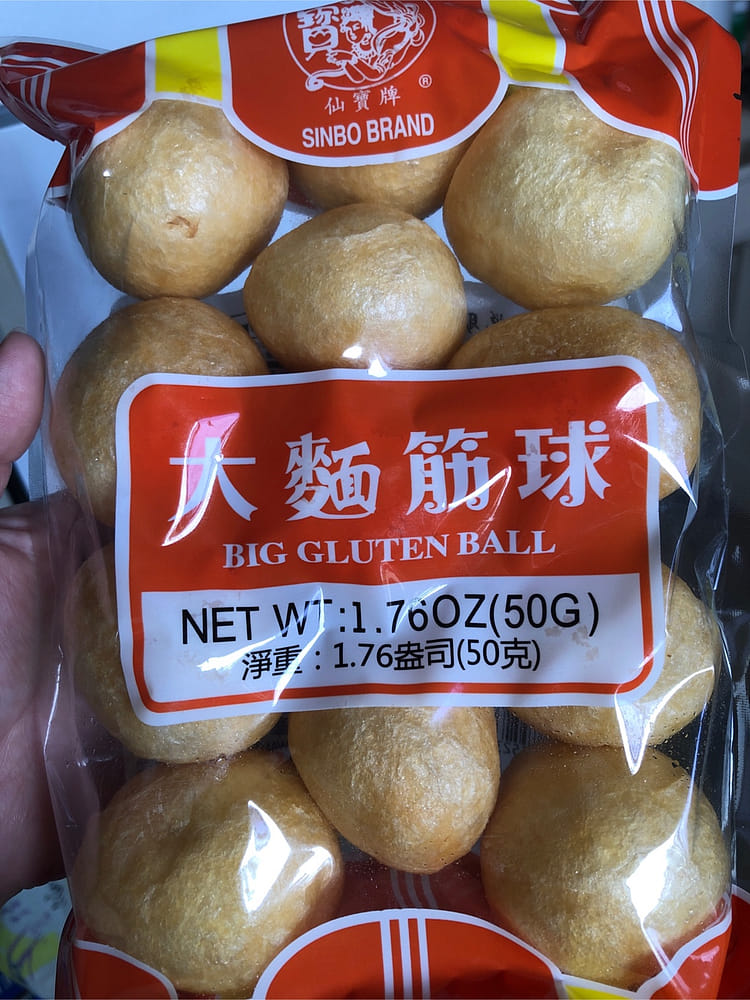 寶
仙寶牌®
SINBO BRAND
大麵筋球
BIG GLUTEN BALL
NET WT:1.76OZ(50G)
淨重:1.76盎司(50克)